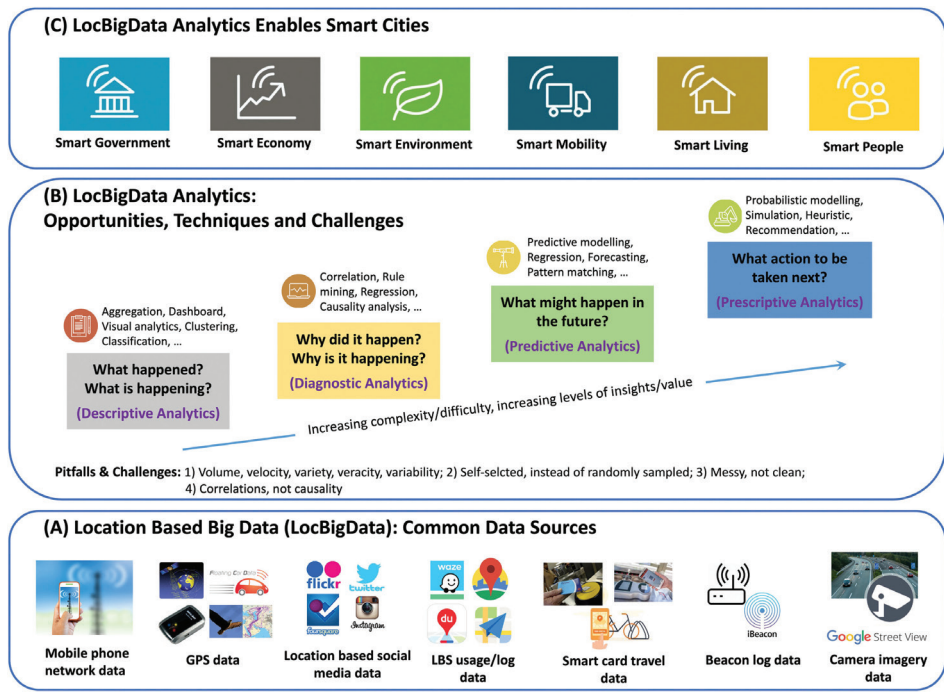 (C) LocBigData Analytics Enables Smart Cities
Smart Government
Smart Economy
Smart Environment
Smart Mobility
Smart Living
Smart People
(B) LocBigData Analytics:
Opportunities, Techniques and Challenges
Aggregation, Dashboard,
Visual analytics, Clustering,
Classification, ...
What happened?
What is happening?
(Descriptive Analytics)
Correlation, Rule
mining, Regression,
Causality analysis, ...
Why did it happen?
Why is it happening?
(Diagnostic Analytics)
Predictive modelling,
Regression, Forecasting,
Pattern matching, ...
What might happen in
the future?
(Predictive Analytics)
Probabilistic modelling,
Simulation, Heuristic,
Recommendation, ...
What action to be
taken next?
(Prescriptive Analytics)
Increasing complexity/difficulty, increasing levels of insights/value
Pitfalls & Challenges: 1) Volume, velocity, variety, veracity, variability; 2) Self-selcted, instead of randomly sampled; 3) Messy, not clean;
4) Correlations, not causality
(A) Location Based Big Data (LocBigData): Common Data Sources
Mobile phone
network data
Floating Car Data
GPS data
flickr
twitter
foursquare
Instagram
Location based social
media data
waze
du
LBS usage/log
data
Smart card travel
data
iBeacon
Beacon log data
Google Street View
Camera imagery
data